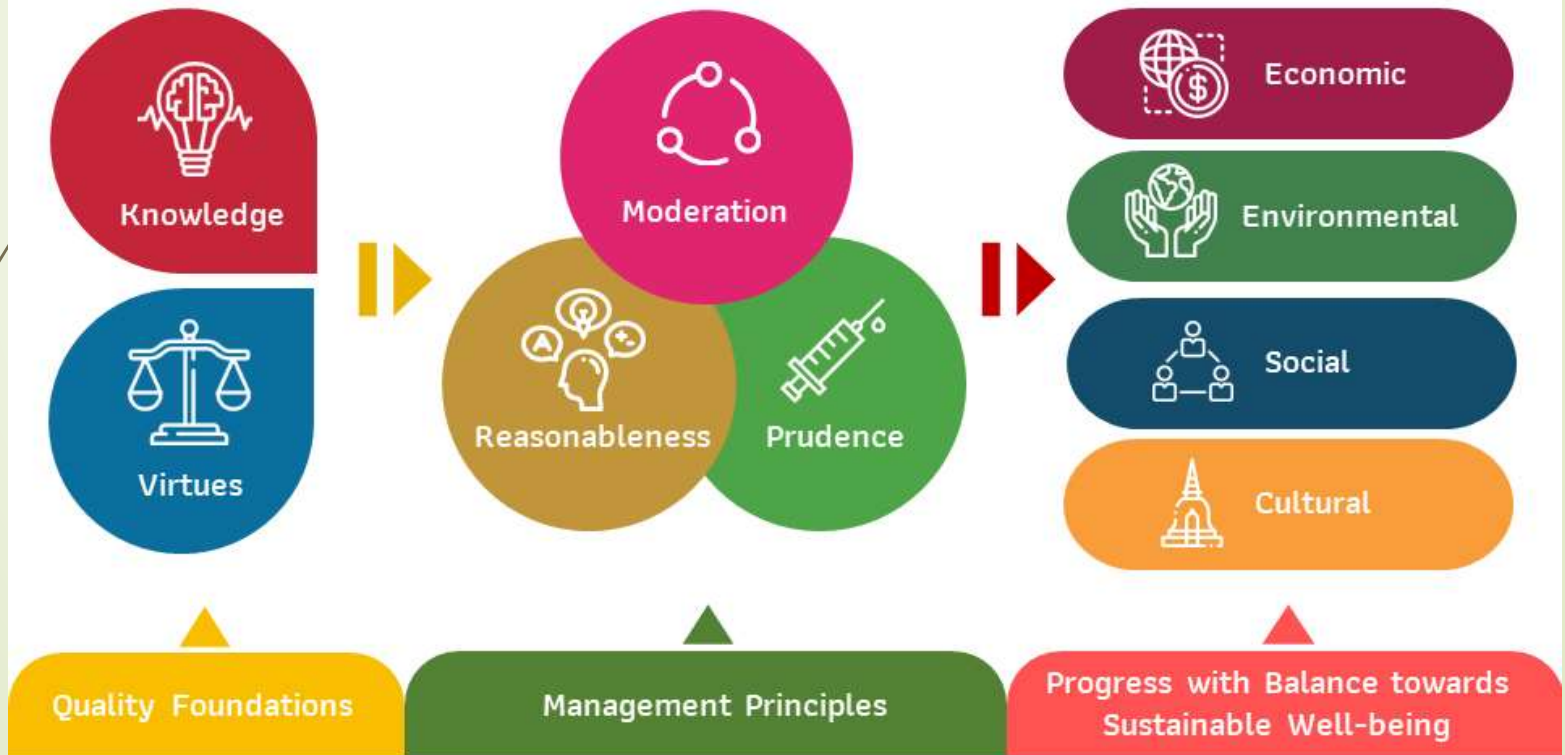 Knowledge
Virtues
Moderation
A
Reasonableness
Prudence
$
Economic
Environmental
Social
Cultural
Quality Foundations
Management Principles
Progress with Balance towards
Sustainable Well-being